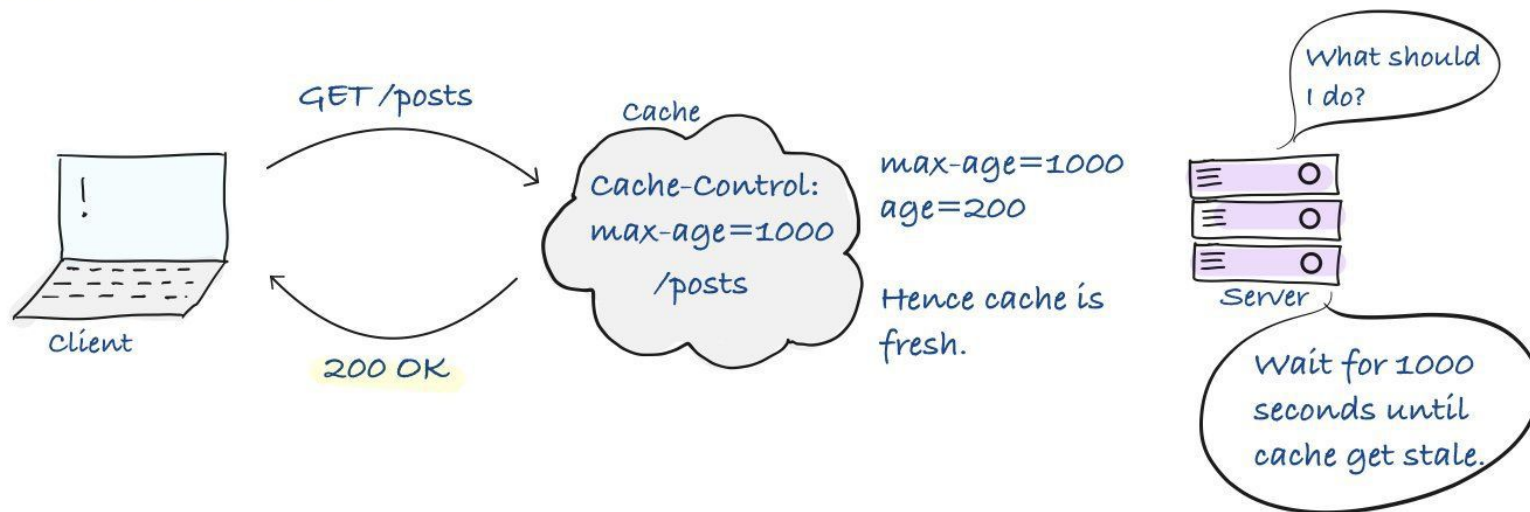 GET /posts
Cache
Cache-Control:
max-age=1000
/posts
200 OK
Client
!
max-age=1000
age=200
Hence cache is
fresh.
What should
I do?
Server
Wait for 1000
seconds until
cache get stale.